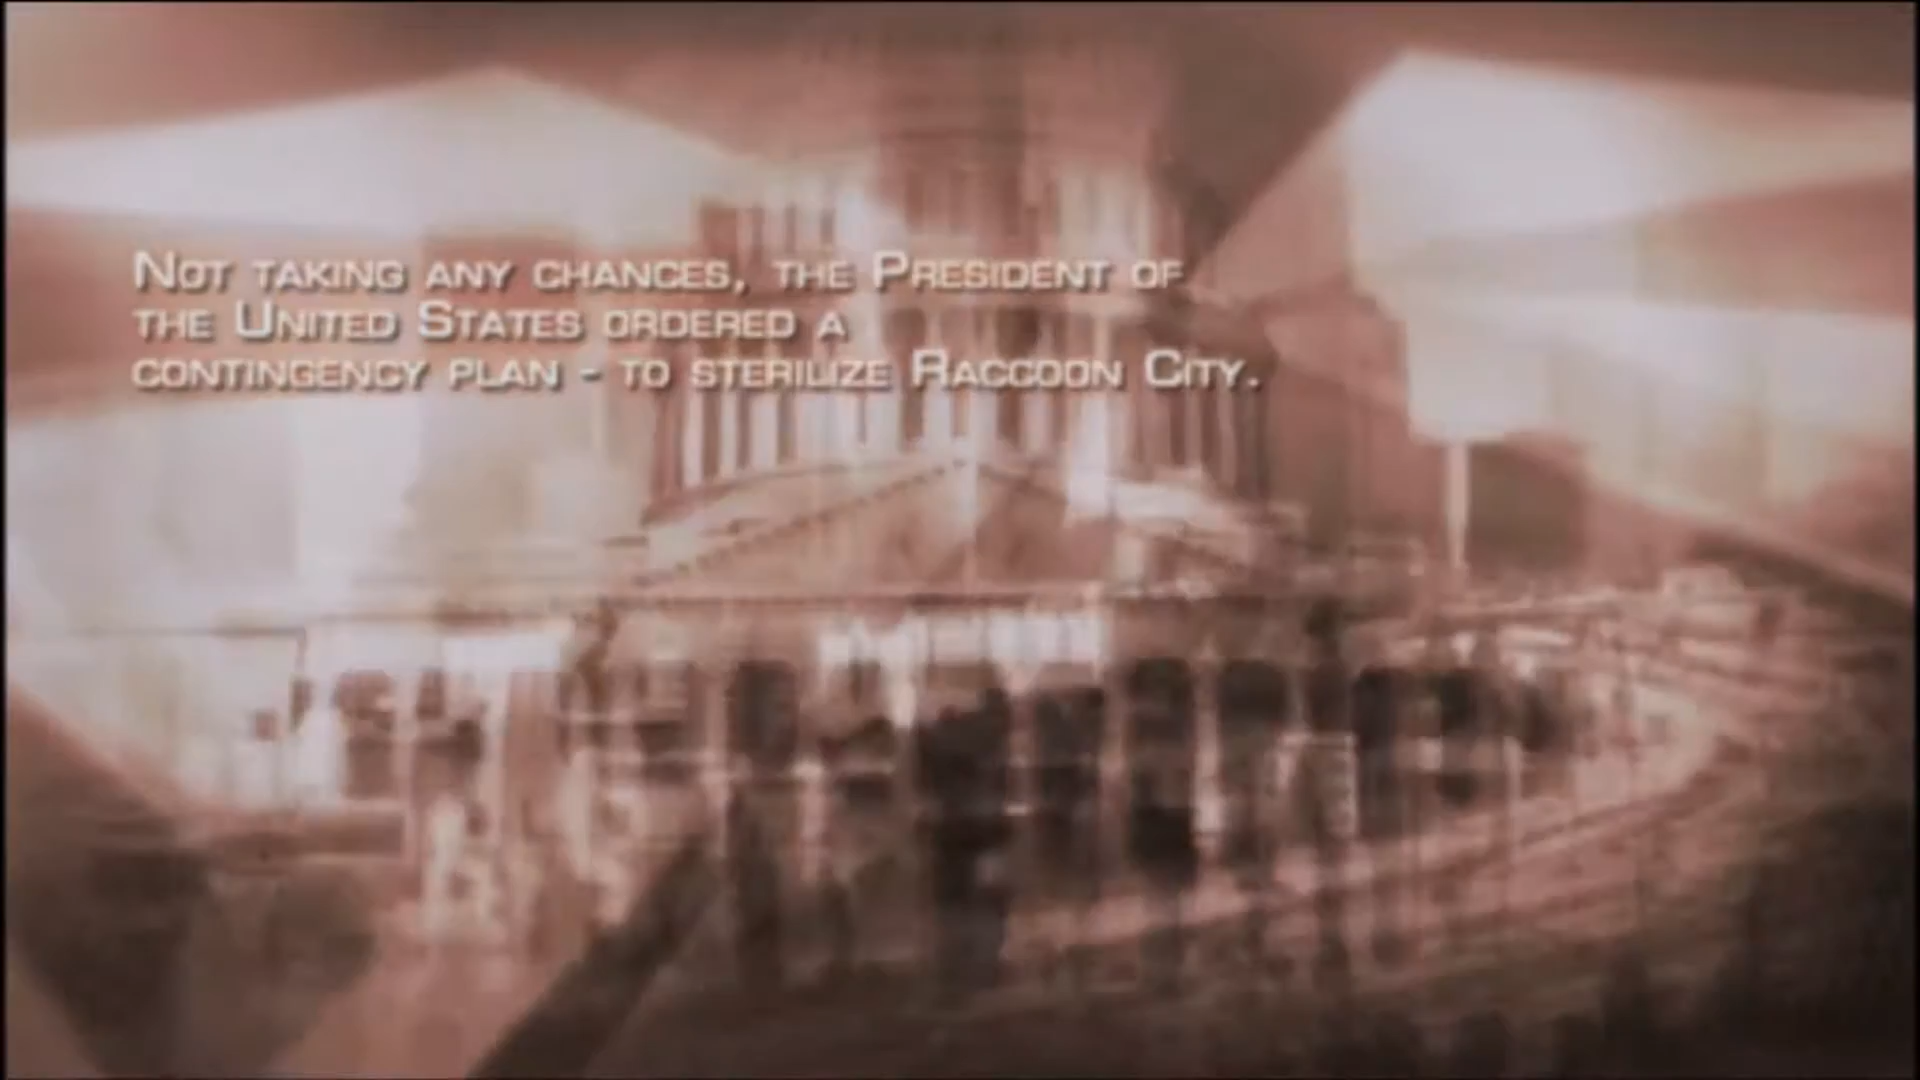 Not taking any chances, the President of
the United States ordered a
contingency plan - to sterilize Raccoon City.